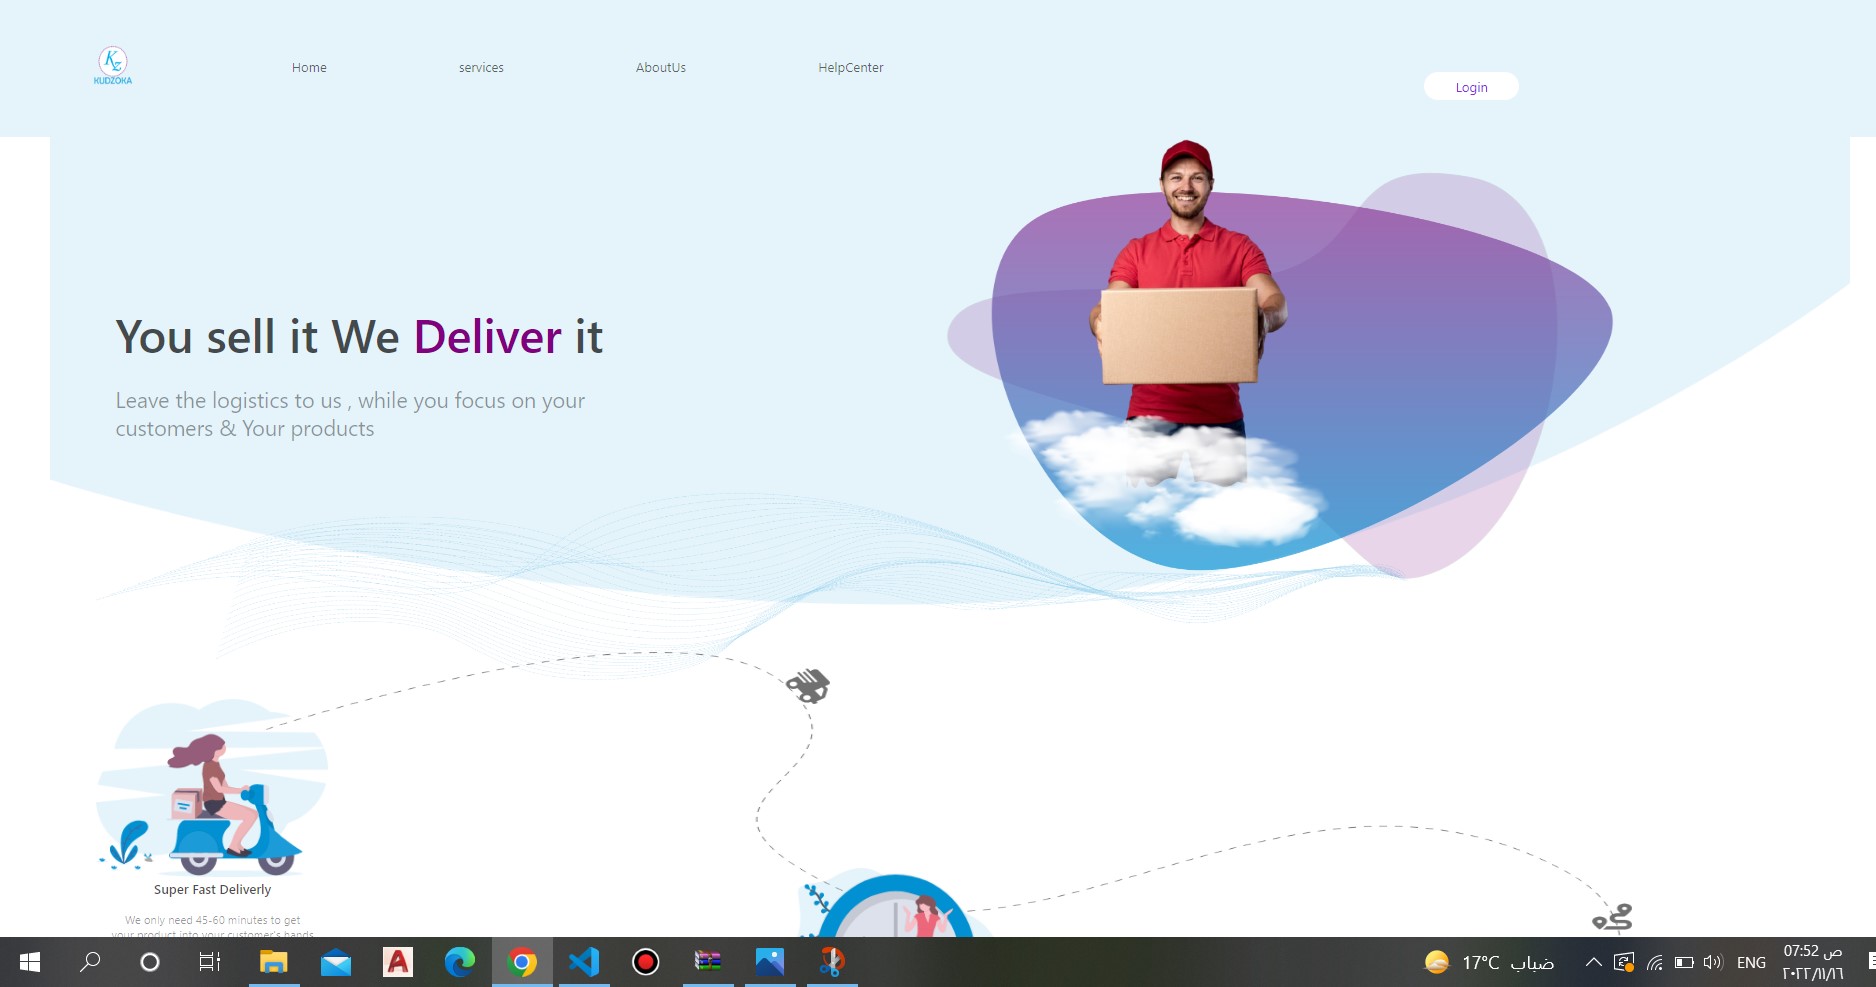 Kz
KUDZOKA
Home
services
AboutUs
HelpCenter
Login
You sell it We Deliver it
Leave the logistics to us , while you focus on your
customers & Your products
Super Fast Deliverly
We only need 45-60 minutes to get
your product into your customer's hands
17°C ضباب
ENG
07:52 ص
٢٠٢٢/١١/١٦